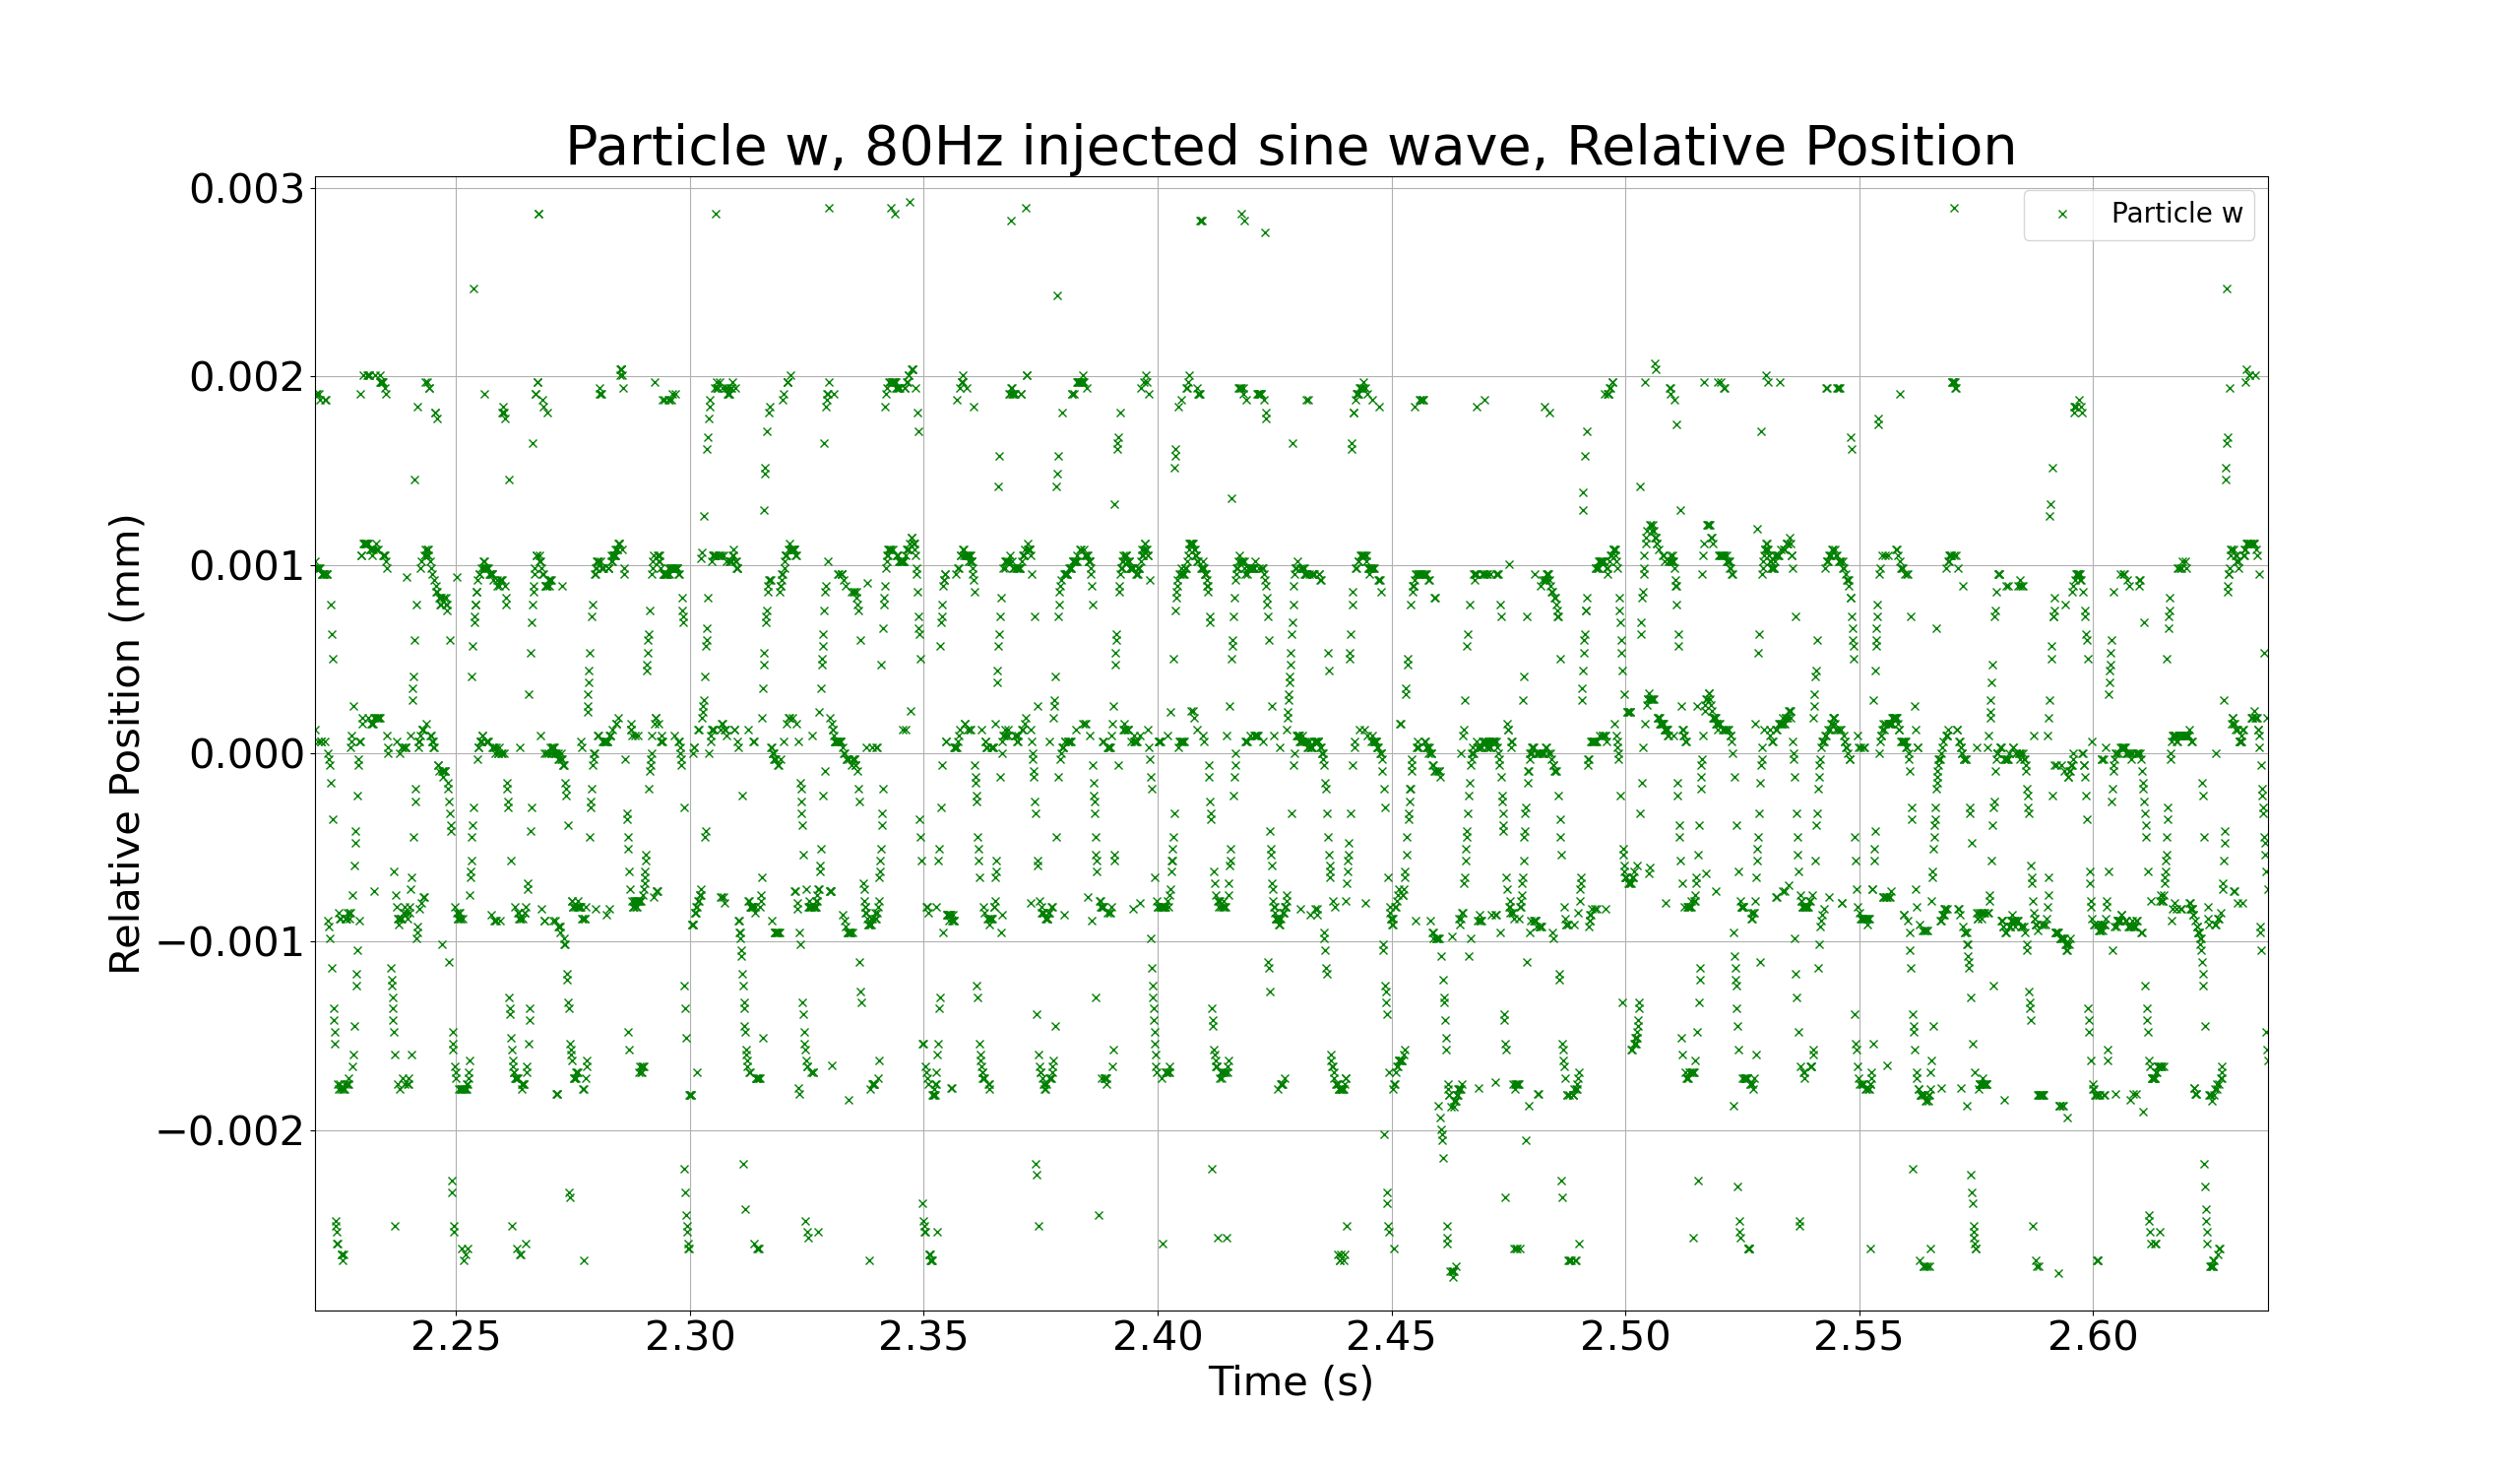 Particle w, 80Hz injected sine wave, Relative Position
Particle w
Relative Position (mm)
0.003
0.002
0.001
0.000
−0.001
−0.002
2.25 2.30 2.35 2.40 2.45 2.50 2.55 2.60
Time (s)